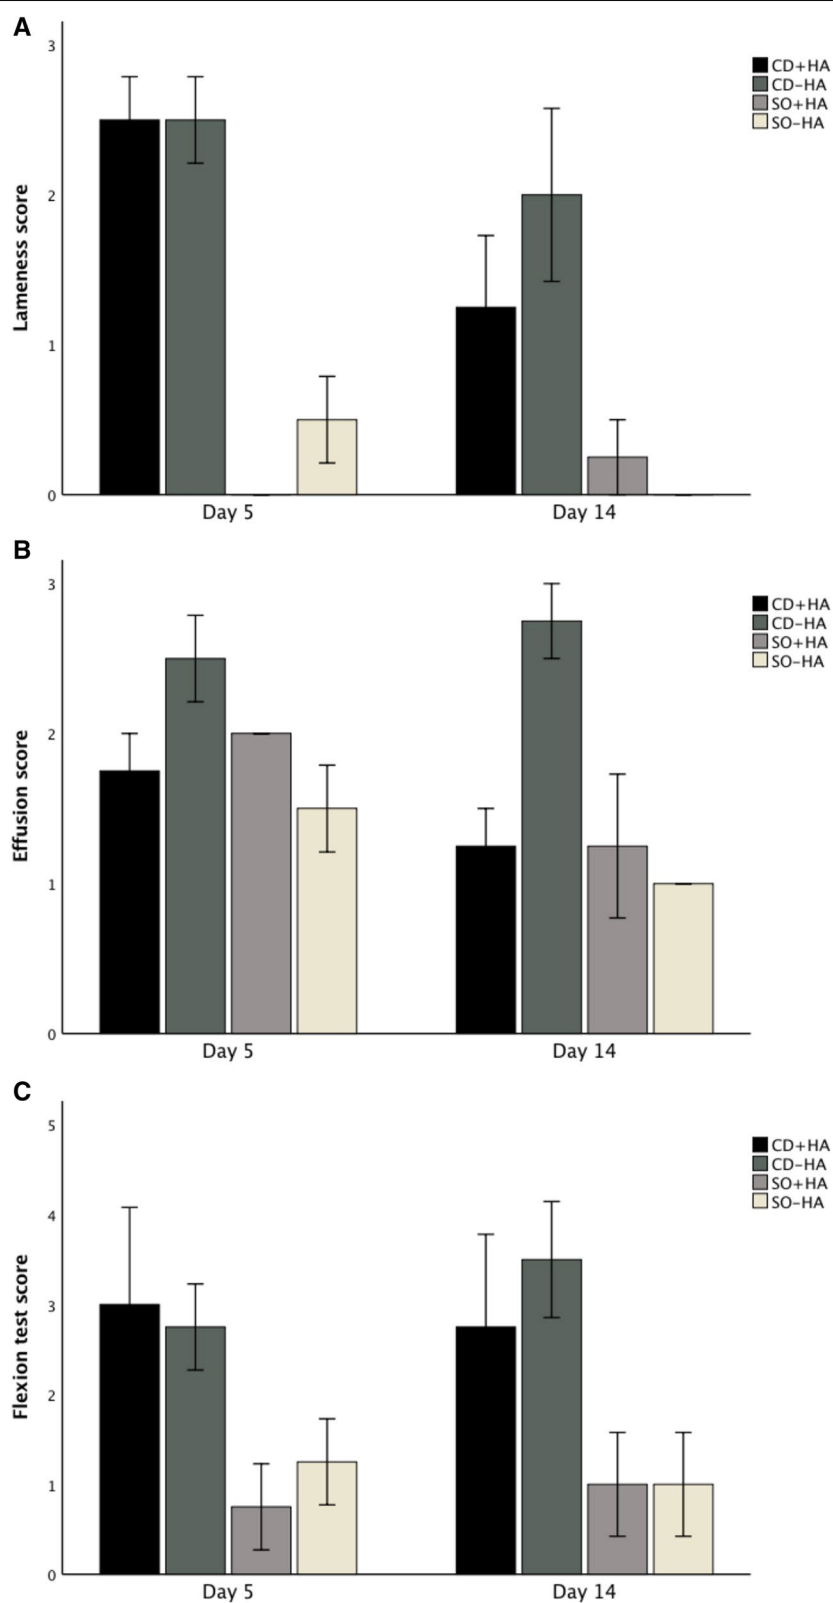 A
Lameness score
3
2
1
0
CD+HA
CD−HA
SO+HA
SO−HA
Day 5 Day 14
B
Effusion score
3
2
1
0
CD+HA
CD−HA
SO+HA
SO−HA
Day 5 Day 14
C
Flexion test score
5
4
3
2
1
0
CD+HA
CD−HA
SO+HA
SO−HA
Day 5 Day 14